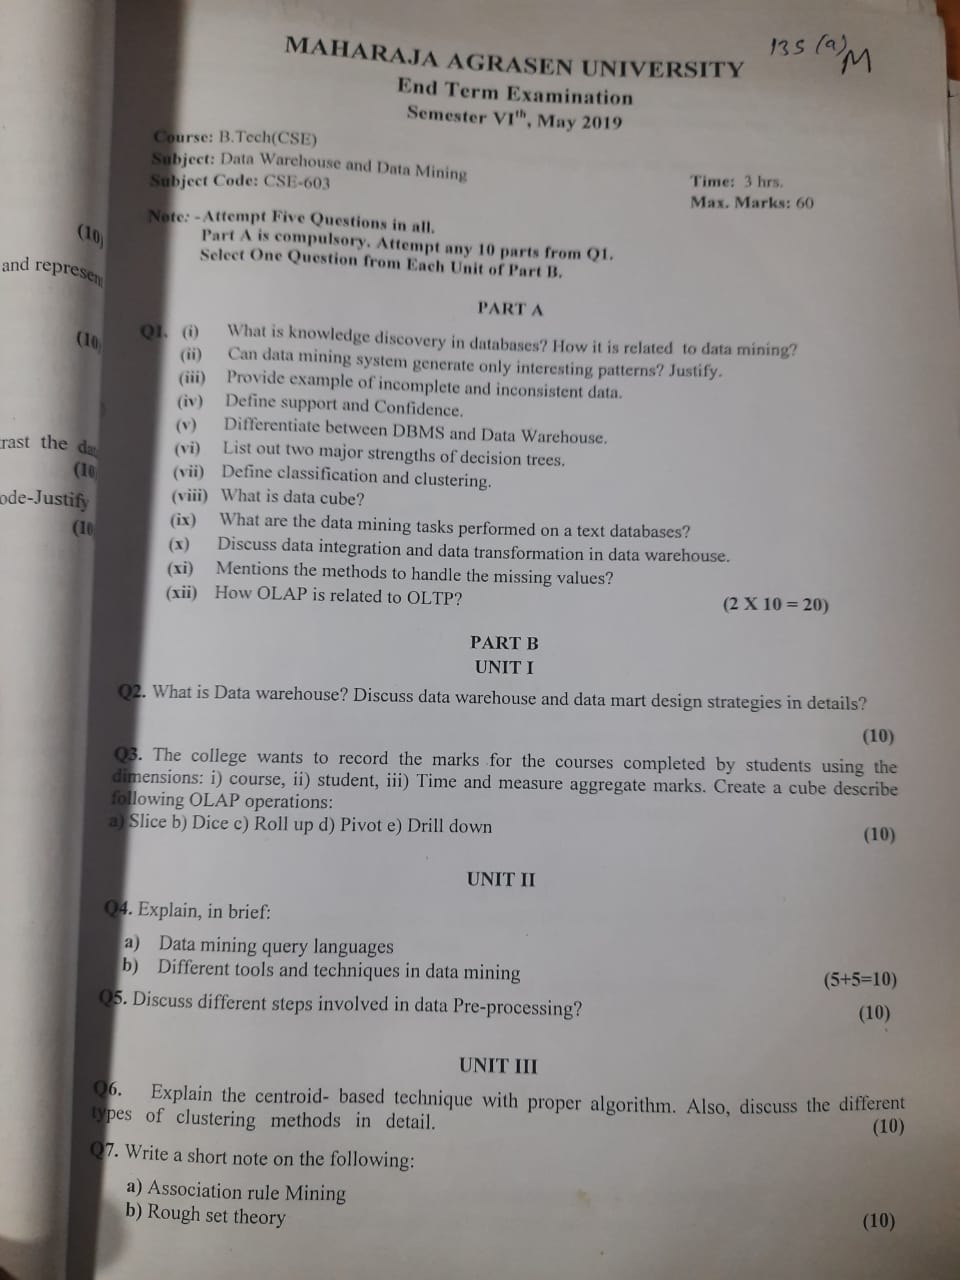 135 (a) M
MAHARAJA AGRASEN UNIVERSITY
End Term Examination
Semester VIth, May 2019
Course: B.Tech(CSE)
Subject: Data Warehouse and Data Mining
Subject Code: CSE-603
Time: 3 hrs.
Max. Marks: 60
Note: -Attempt Five Questions in all.
Part A is compulsory. Attempt any 10 parts from Q1.
Select One Question from Each Unit of Part B.
PART A
Q1. (i) What is knowledge discovery in databases? How it is related to data mining?
(ii) Can data mining system generate only interesting patterns? Justify.
(iii) Provide example of incomplete and inconsistent data.
(iv) Define support and Confidence.
(v) Differentiate between DBMS and Data Warehouse.
(vi) List out two major strengths of decision trees.
(vii) Define classification and clustering.
(viii) What is data cube?
(ix) What are the data mining tasks performed on a text databases?
(x) Discuss data integration and data transformation in data warehouse.
(xi) Mentions the methods to handle the missing values?
(xii) How OLAP is related to OLTP?
(2 X 10 = 20)
PART B
UNIT I
Q2. What is Data warehouse? Discuss data warehouse and data mart design strategies in details?
(10)
Q3. The college wants to record the marks for the courses completed by students using the
dimensions: i) course, ii) student, iii) Time and measure aggregate marks. Create a cube describe
following OLAP operations:
a) Slice b) Dice c) Roll up d) Pivot e) Drill down
(10)
UNIT II
Q4. Explain, in brief:
a) Data mining query languages
b) Different tools and techniques in data mining
(5+5=10)
Q5. Discuss different steps involved in data Pre-processing?
(10)
UNIT III
Q6. Explain the centroid- based technique with proper algorithm. Also, discuss the different
types of clustering methods in detail.
(10)
Q7. Write a short note on the following:
a) Association rule Mining
b) Rough set theory
(10)
(10)
and
(10)
the
(10
Justify
(10